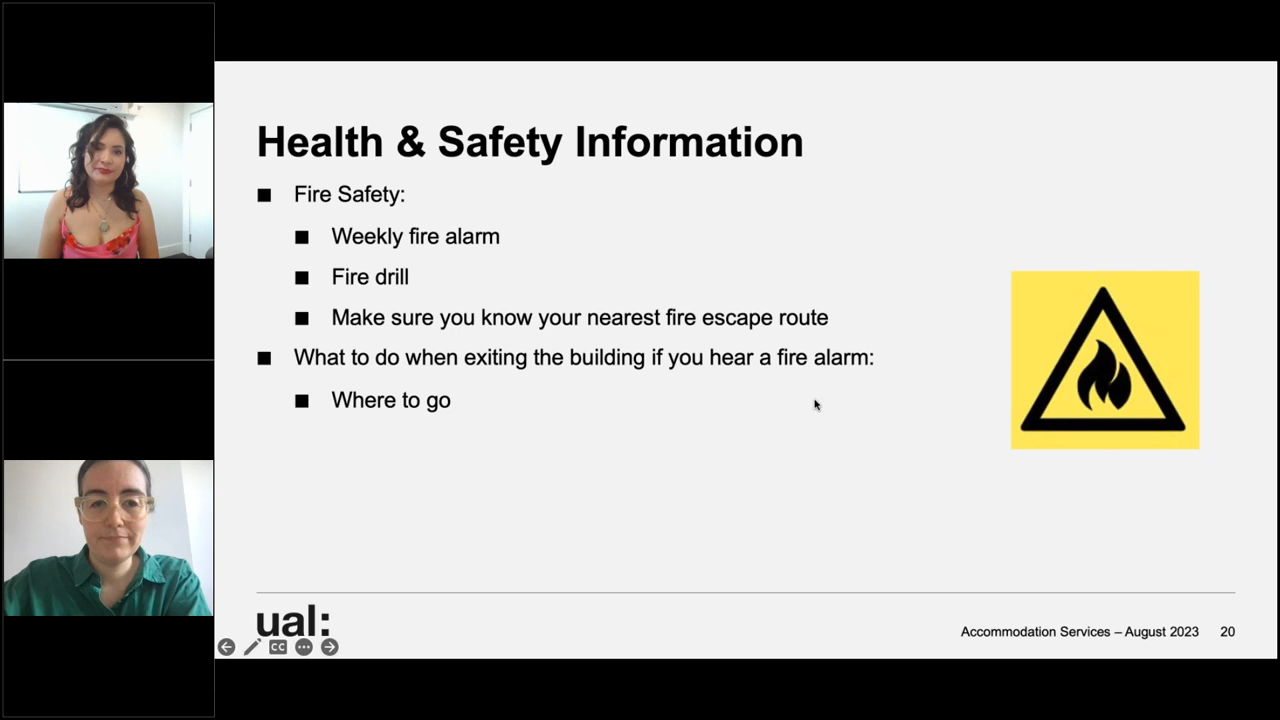 Health & Safety Information
■ Fire Safety:
■ Weekly fire alarm
■ Fire drill
■ Make sure you know your nearest fire escape route
■ What to do when exiting the building if you hear a fire alarm:
■ Where to go
ual:
CC
Accommodation Services – August 2023 20